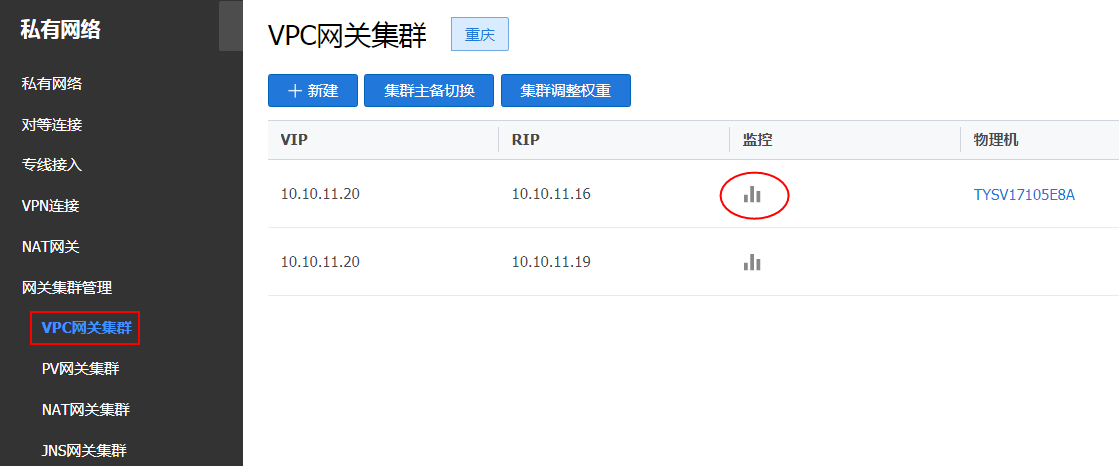 私有网络
私有网络
对等连接
专线接入
VPN连接
NAT网关
网关集群管理
VPC网关集群
PV网关集群
NAT网关集群
JNS网关集群
VPC网关集群 重庆
新建 集群主备切换 集群调整权重
VIP RIP 监控 物理机
10.10.11.20 10.10.11.16 TYSV17105E8A
10.10.11.20 10.10.11.19